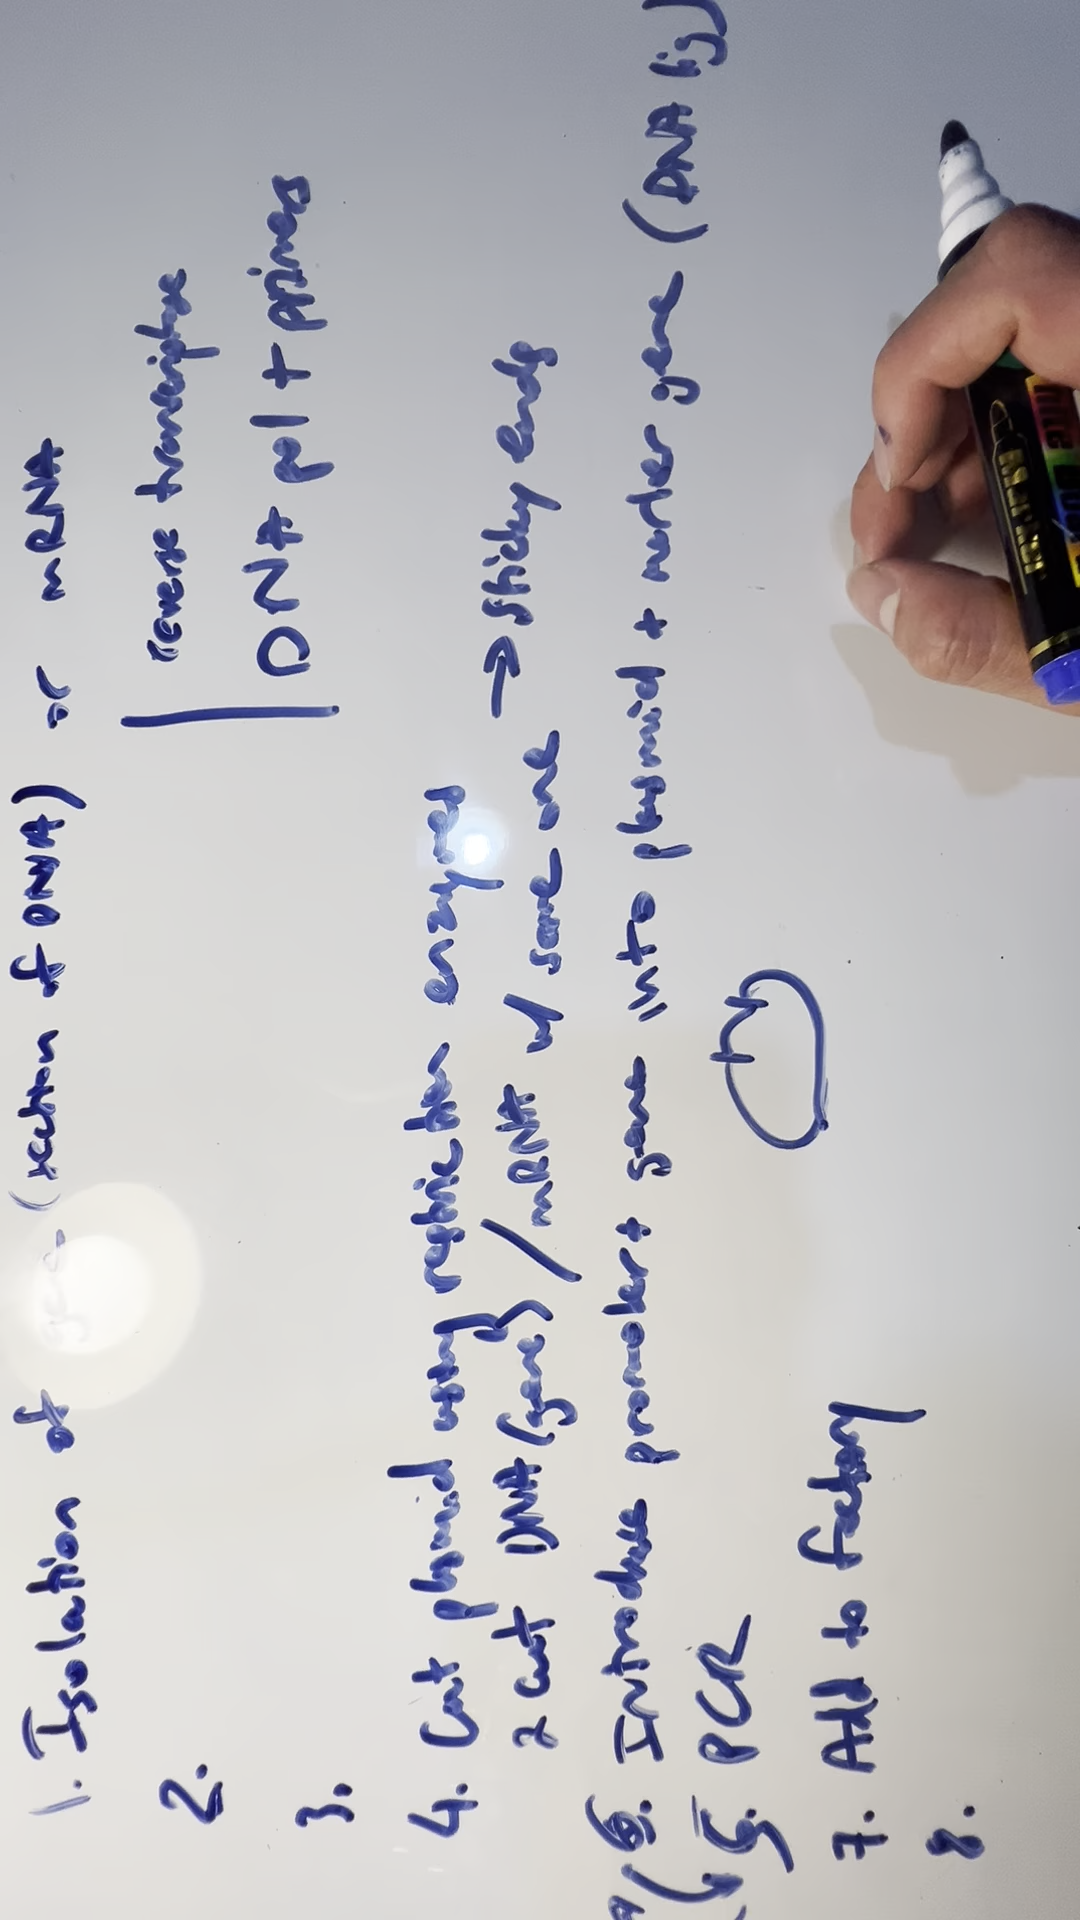 1. Isolation of gene (section of DNA) or mRNA
2. reverse transcriptase
3. DNA pl + primers
4. Cut plasmid using restriction enzymes
& cut DNA (gene) / mRNA w/ same one → sticky ends
6. Introduce promoter + gene into plasmid + marker gene (DNA lig)
5. PCR
7. Add to factory
8.